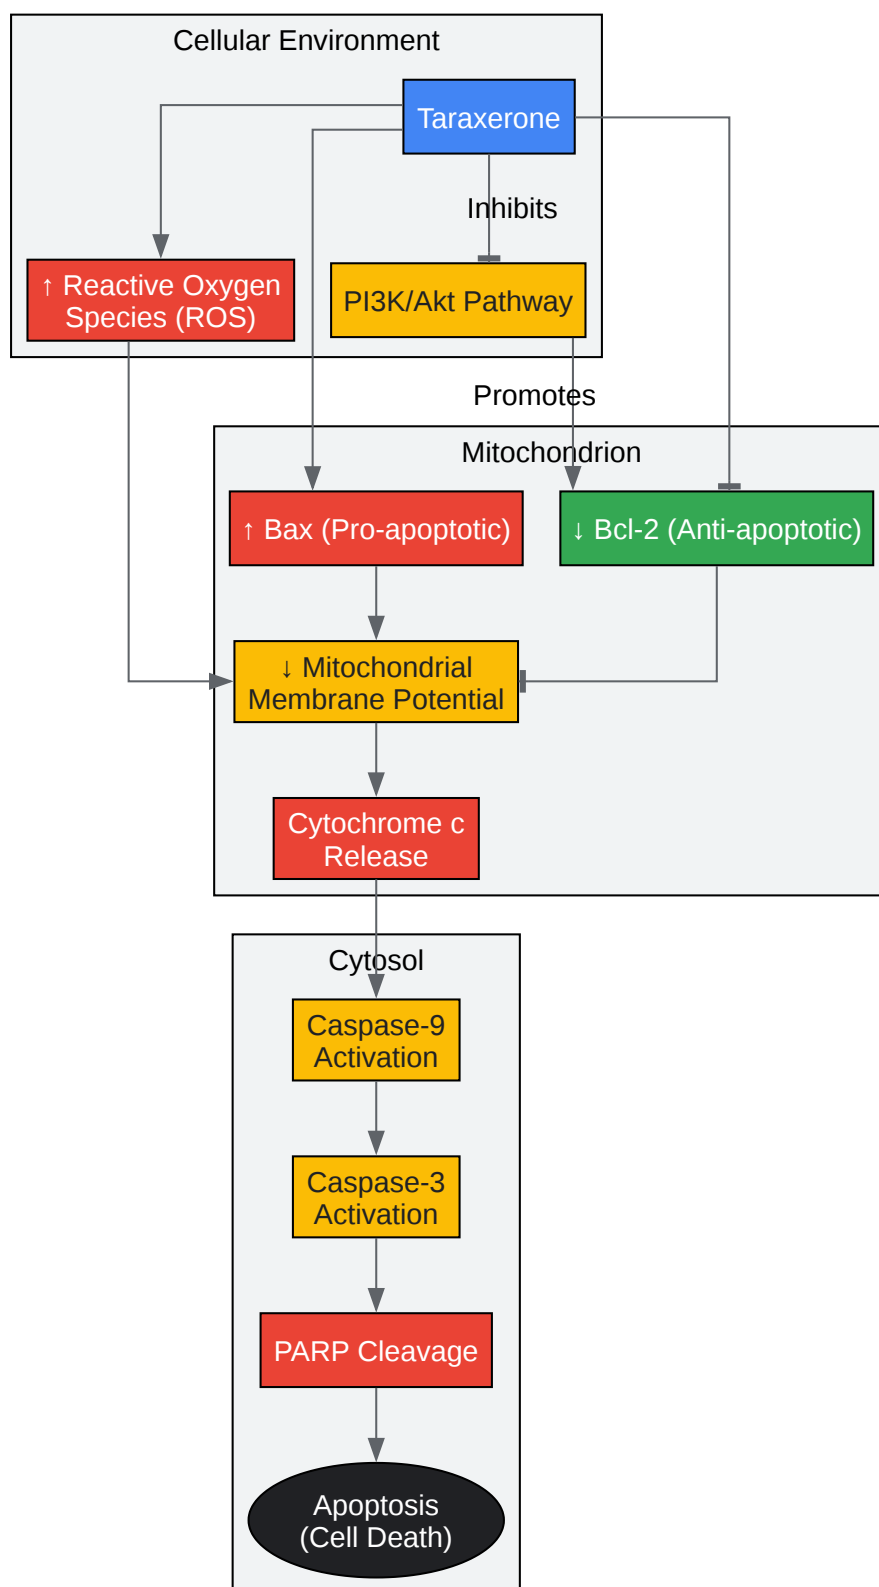 Cellular Environment
Taraxerone
Inhibits
↑ Reactive Oxygen
Species (ROS)
PI3K/Akt Pathway
Promotes
Mitochondrion
↑ Bax (Pro-apoptotic)
↓ Bcl-2 (Anti-apoptotic)
↓ Mitochondrial
Membrane Potential
Cytochrome c
Release
Cytosol
Caspase-9
Activation
Caspase-3
Activation
PARP Cleavage
Apoptosis
(Cell Death)